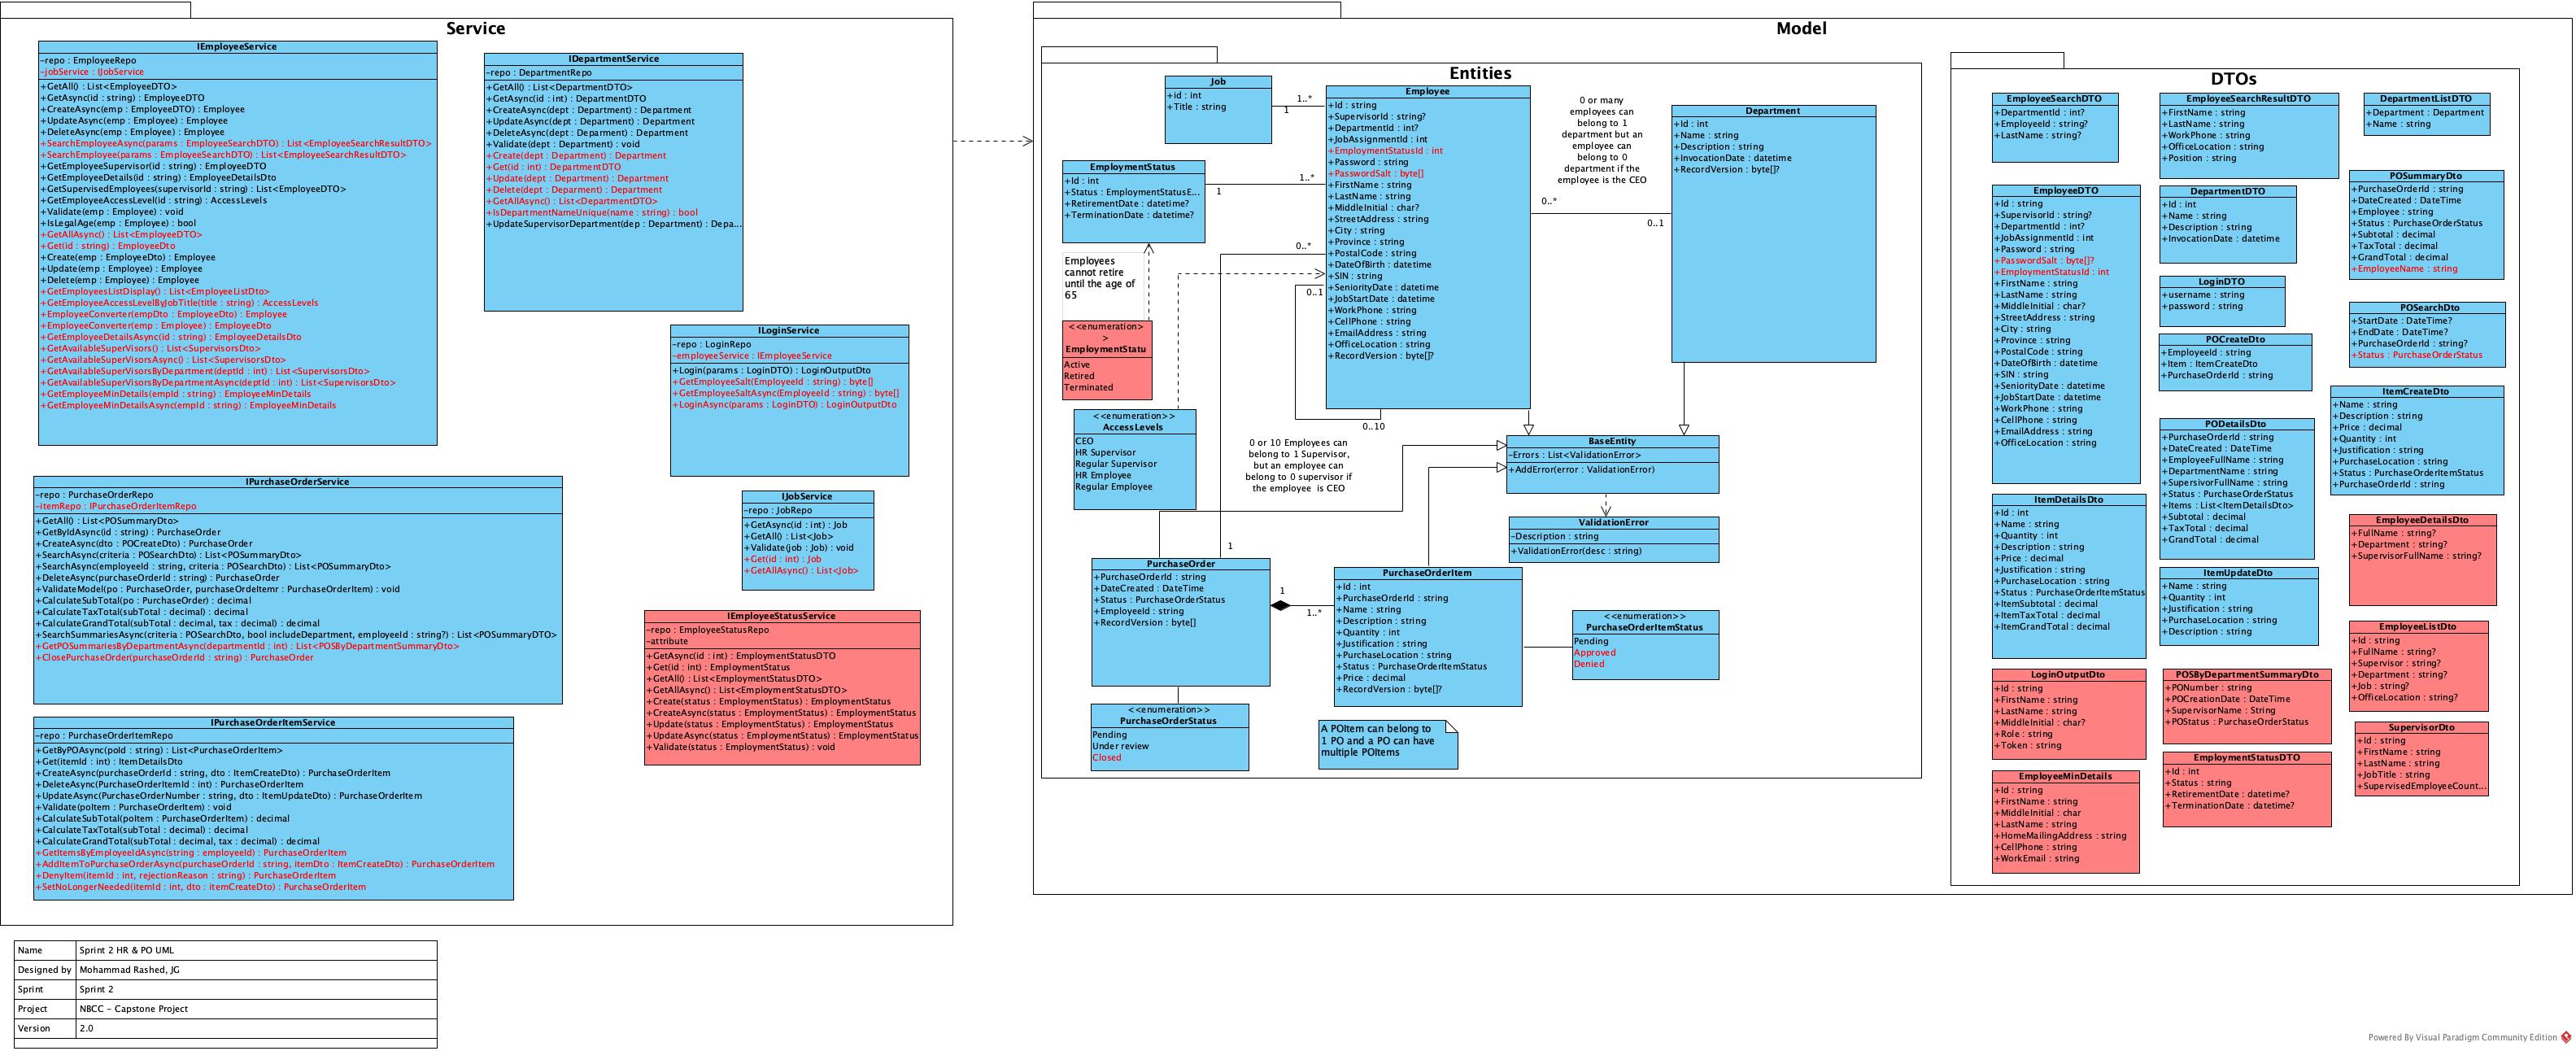 Service
IEmployeeService
-repo : EmployeeRepo
-jobService : IJobService
+GetAll() : List<EmployeeDTO>
+GetAsync(id : string) : EmployeeDTO
+CreateAsync(emp : EmployeeDTO) : Employee
+UpdateAsync(emp : Employee) : Employee
+DeleteAsync(emp : Employee) : Employee
+SearchEmployeeAsync(params : EmployeeSearchDTO) : List<EmployeeSearchResultDTO>
+SearchEmployee(params : EmployeeSearchDTO) : List<EmployeeSearchResultDTO>
+GetEmployeeSupervisor(id : string) : EmployeeDTO
+GetEmployeeDetails(id : string) : EmployeeDetailsDto
+GetSupervisedEmployees(supervisorId : string) : List<EmployeeDTO>
+GetEmployeeAccessLevel(id : string) : AccessLevels
+Validate(emp : Employee) : void
+IsLegalAge(emp : Employee) : bool
+GetAllAsync() : List<EmployeeDTO>
+Get(id : string) : EmployeeDto
+Create(emp : EmployeeDto) : Employee
+Update(emp : Employee) : Employee
+Delete(emp : Employee) : Employee
+GetEmployeesListDisplay() : List<EmployeeListDto>
+GetEmployeeAccessLevelByJobTitle(title : string) : AccessLevels
+EmployeeConverter(empDto : EmployeeDto) : Employee
+EmployeeConverter(emp : Employee) : EmployeeDto
+GetEmployeeDetailsAsync(id : string) : EmployeeDetailsDto
+GetAvailableSuperVisors() : List<SupervisorsDto>
+GetAvailableSuperVisorsAsync() : List<SupervisorsDto>
+GetAvailableSuperVisorsByDepartment(deptId : int) : List<SupervisorsDto>
+GetAvailableSuperVisorsByDepartmentAsync(deptId : int) : List<SupervisorsDto>
+GetEmployeeMinDetails(empId : string) : EmployeeMinDetails
+GetEmployeeMinDetailsAsync(empId : string) : EmployeeMinDetails
IDepartmentService
-repo : DepartmentRepo
+GetAll() : List<DepartmentDTO>
+GetAsync(id : int) : DepartmentDTO
+CreateAsync(dept : Department) : Department
+UpdateAsync(dept : Department) : Department
+DeleteAsync(dept : Deparment) : Department
+Validate(dept : Department) : void
+Create(dept : Department) : Department
+Get(id : int) : DepartmentDTO
+Update(dept : Department) : Department
+Delete(dept : Deparment) : Department
+GetAllAsync() : List<DepartmentDTO>
+IsDepartmentNameUnique(name : string) : bool
+UpdateSupervisorDepartment(dep : Department) : Depa...
ILoginService
-repo : LoginRepo
-employeeService : IEmployeeService
+Login(params : LoginDTO) : LoginOutputDto
+GetEmployeeSalt(EmployeeId : string) : byte[]
+GetEmployeeSaltAsync(EmployeeId : string) : byte[]
+LoginAsync(params : LoginDTO) : LoginOutputDto
IPurchaseOrderService
-repo : PurchaseOrderRepo
-itemRepo : IPurchaseOrderItemRepo
+GetAll() : List<POSummaryDto>
+GetByIdAsync(id : string) : PurchaseOrder
+CreateAsync(dto : POCreateDto) : PurchaseOrder
+SearchAsync(criteria : POSearchDto) : List<POSummaryDto>
+SearchAsync(employeeId : string, criteria : POSearchDto) : List<POSummaryDto>
+DeleteAsync(purchaseOrderId : string) : PurchaseOrder
+ValidateModel(po : PurchaseOrder, purchaseOrdeItemr : PurchaseOrderItem) : void
+CalculateSubTotal(po : PurchaseOrder) : decimal
+CalculateTaxTotal(subTotal : decimal) : decimal
+CalculateGrandTotal(subTotal : decimal, tax : decimal) : decimal
+SearchSummariesAsync(criteria : POSearchDto, bool includeDepartment, employeeId : string?) : List<POSummaryDTO>
+GetPOSummariesByDepartmentAsync(departmentId : int) : List<POSByDepartmentSummaryDto>
+ClosePurchaseOrder(purchaseOrderId : string) : PurchaseOrder
IJobService
-repo : JobRepo
+GetAsync(id : int) : Job
+GetAll() : List<Job>
+Validate(job : Job) : void
+Get(id : int) : Job
+GetAllAsync() : List<Job>
IEmployeeStatusService
-repo : EmployeeStatusRepo
-attribute
+GetAsync(id : int) : EmploymentStatusDTO
+Get(id : int) : EmploymentStatus
+GetAll() : List<EmploymentStatusDTO>
+GetAllAsync() : List<EmploymentStatusDTO>
+Create(status : EmploymentStatus) : EmploymentStatus
+CreateAsync(status : EmploymentStatus) : EmploymentStatus
+Update(status : EmploymentStatus) : EmploymentStatus
+UpdateAsync(status : EmploymentStatus) : EmploymentStatus
+Validate(status : EmploymentStatus) : void
IPurchaseOrderItemService
-repo : PurchaseOrderItemRepo
+GetByPOAsync(poId : string) : List<PurchaseOrderItem>
+Get(itemId : int) : ItemDetailsDto
+CreateAsync(purchaseOrderId : string, dto : ItemCreateDto) : PurchaseOrderItem
+DeleteAsync(PurchaseOrderItemId : int) : PurchaseOrderItem
+UpdateAsync(PurchaseOrderNumber : string, dto : ItemUpdateDto) : PurchaseOrderItem
+Validate(poItem : PurchaseOrderItem) : void
+CalculateSubTotal(poItem : PurchaseOrderItem) : decimal
+CalculateTaxTotal(subTotal : decimal) : decimal
+CalculateGrandTotal(subTotal : decimal, tax : decimal) : decimal
+GetItemsByEmployeeIdAsync(string : employeeId) : PurchaseOrderItem
+AddItemToPurchaseOrderAsync(purchaseOrderId : string, itemDto : ItemCreateDto) : PurchaseOrderItem
+DenyItem(itemId : int, rejectionReason : string) : PurchaseOrderItem
+SetNoLongerNeeded(itemId : int, dto : itemCreateDto) : PurchaseOrderItem
Model
Entities
Job
+id : int
+Title : string
1
1..*
EmploymentStatus
+Id : int
+Status : EmploymentStatusE...
+RetirementDate : datetime?
+TerminationDate : datetime?
1
1..*
Employees
cannot retire
until the age of
65
<<enumeration>
>
EmploymentStatu
Active
Retired
Terminated
<<enumeration>>
AccessLevels
CEO
HR Supervisor
Regular Supervisor
HR Employee
Regular Employee
Employee
+Id : string
+SupervisorId : string?
+DepartmentId : int?
+JobAssignmentId : int
+EmploymentStatusId : int
+Password : string
+PasswordSalt : byte[]
+FirstName : string
+LastName : string
+MiddleInitial : char?
+StreetAddress : string
+City : string
+Province : string
+PostalCode : string
+DateOfBirth : datetime
+SIN : string
+SeniorityDate : datetime
+JobStartDate : datetime
+WorkPhone : string
+CellPhone : string
+EmailAddress : string
+OfficeLocation : string
+RecordVersion : byte[]?
0..*
0..1
0..10
0 or many
employees can
belong to 1
department but an
employee can
belong to 0
department if the
employee is the CEO
0..*
0..1
Department
+Id : int
+Name : string
+Description : string
+InvocationDate : datetime
+RecordVersion : byte[]?
0 or 10 Employees can
belong to 1 Supervisor,
but an employee can
belong to 0 supervisor if
the employee is CEO
BaseEntity
-Errors : List<ValidationError>
+AddError(error : ValidationError)
ValidationError
-Description : string
+ValidationError(desc : string)
1
PurchaseOrder
+PurchaseOrderId : string
+DateCreated : DateTime
+Status : PurchaseOrderStatus
+EmployeeId : string
+RecordVersion : byte[]
1
1..*
PurchaseOrderItem
+Id : int
+PurchaseOrderId : string
+Name : string
+Description : string
+Quantity : int
+Justification : string
+PurchaseLocation : string
+Status : PurchaseOrderItemStatus
+Price : decimal
+RecordVersion : byte[]?
<<enumeration>>
PurchaseOrderItemStatus
Pending
Approved
Denied
<<enumeration>>
PurchaseOrderStatus
Pending
Under review
Closed
A POItem can belong to
1 PO and a PO can have
multiple POItems
DTOs
EmployeeSearchDTO
+DepartmentId : int?
+EmployeeId : string?
+LastName : string?
EmployeeSearchResultDTO
+FirstName : string
+LastName : string
+WorkPhone : string
+OfficeLocation : string
+Position : string
DepartmentListDTO
+Department : Department
+Name : string
EmployeeDTO
+Id : string
+SupervisorId : string?
+DepartmentId : int?
+JobAssignmentId : int
+Password : string
+PasswordSalt : byte[]?
+EmploymentStatusId : int
+FirstName : string
+LastName : string
+MiddleInitial : char?
+StreetAddress : string
+City : string
+Province : string
+PostalCode : string
+DateOfBirth : datetime
+SIN : string
+SeniorityDate : datetime
+JobStartDate : datetime
+WorkPhone : string
+CellPhone : string
+EmailAddress : string
+OfficeLocation : string
DepartmentDTO
+Id : int
+Name : string
+Description : string
+InvocationDate : datetime
POSummaryDto
+PurchaseOrderId : string
+DateCreated : DateTime
+Employee : string
+Status : PurchaseOrderStatus
+Subtotal : decimal
+TaxTotal : decimal
+GrandTotal : decimal
+EmployeeName : string
LoginDTO
+username : string
+password : string
POSearchDto
+StartDate : DateTime?
+EndDate : DateTime?
+PurchaseOrderId : string?
+Status : PurchaseOrderStatus
POCreateDto
+EmployeeId : string
+Item : ItemCreateDto
+PurchaseOrderId : string
ItemCreateDto
+Name : string
+Description : string
+Price : decimal
+Quantity : int
+Justification : string
+PurchaseLocation : string
+Status : PurchaseOrderItemStatus
+PurchaseOrderId : string
PODetailsDto
+PurchaseOrderId : string
+DateCreated : DateTime
+EmployeeFullName : string
+DepartmentName : string
+SupersivorFullName : string
+Status : PurchaseOrderStatus
+Items : List<ItemDetailsDto>
+Subtotal : decimal
+TaxTotal : decimal
+GrandTotal : decimal
ItemDetailsDto
+Id : int
+Name : string
+Quantity : int
+Description : string
+Price : decimal
+Justification : string
+PurchaseLocation : string
+Status : PurchaseOrderItemStatus
+ItemSubtotal : decimal
+ItemTaxTotal : decimal
+ItemGrandTotal : decimal
EmployeeDetailsDto
+FullName : string?
+Department : string?
+SupervisorFullName : string?
ItemUpdateDto
+Name : string
+Quantity : int
+Justification : string
+PurchaseLocation : string
+Description : string
EmployeeListDto
+Id : string
+FullName : string?
+Supervisor : string?
+Department : string?
+Job : string?
+OfficeLocation : string?
LoginOutputDto
+Id : string
+FirstName : string
+LastName : string
+MiddleInitial : char?
+Role : string
+Token : string
POSByDepartmentSummaryDto
+PONumber : string
+POCreationDate : DateTime
+SupervisorName : String
+POStatus : PurchaseOrderStatus
SupervisorDto
+Id : string
+FirstName : string
+LastName : string
+JobTitle : string
+SupervisedEmployeeCount...
EmploymentStatusDTO
+Id : int
+Status : string
+RetirementDate : datetime?
+TerminationDate : datetime?
EmployeeMinDetails
+Id : string
+FirstName : string
+MiddleInitial : char
+LastName : string
+HomeMailingAddress : string
+CellPhone : string
+WorkEmail : string
Name Sprint 2 HR & PO UML
Designed by Mohammad Rashed, JG
Sprint Sprint 2
Project NBCC - Capstone Project
Version 2.0
Powered By Visual Paradigm Community Edition